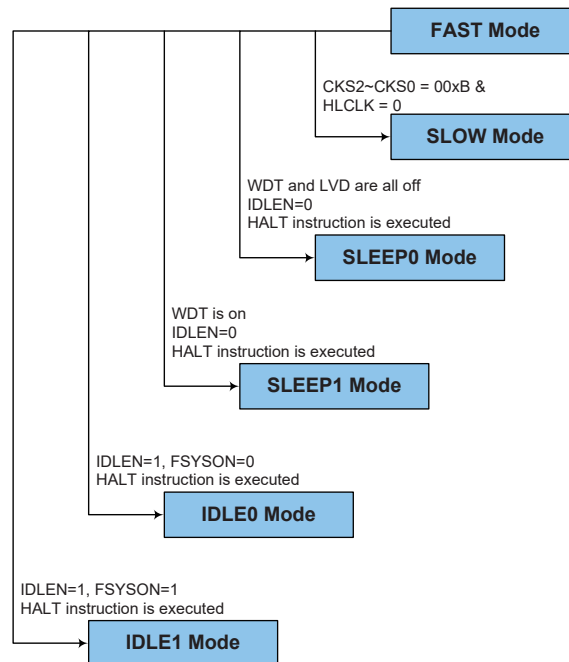 FAST Mode
CKS2~CKS0 = 00xB &
HLCLK = 0
SLOW Mode
WDT and LVD are all off
IDLEN=0
HALT instruction is executed
SLEEP0 Mode
WDT is on
IDLEN=0
HALT instruction is executed
SLEEP1 Mode
IDLEN=1, FSYSON=0
HALT instruction is executed
IDLE0 Mode
IDLEN=1, FSYSON=1
HALT instruction is executed
IDLE1 Mode